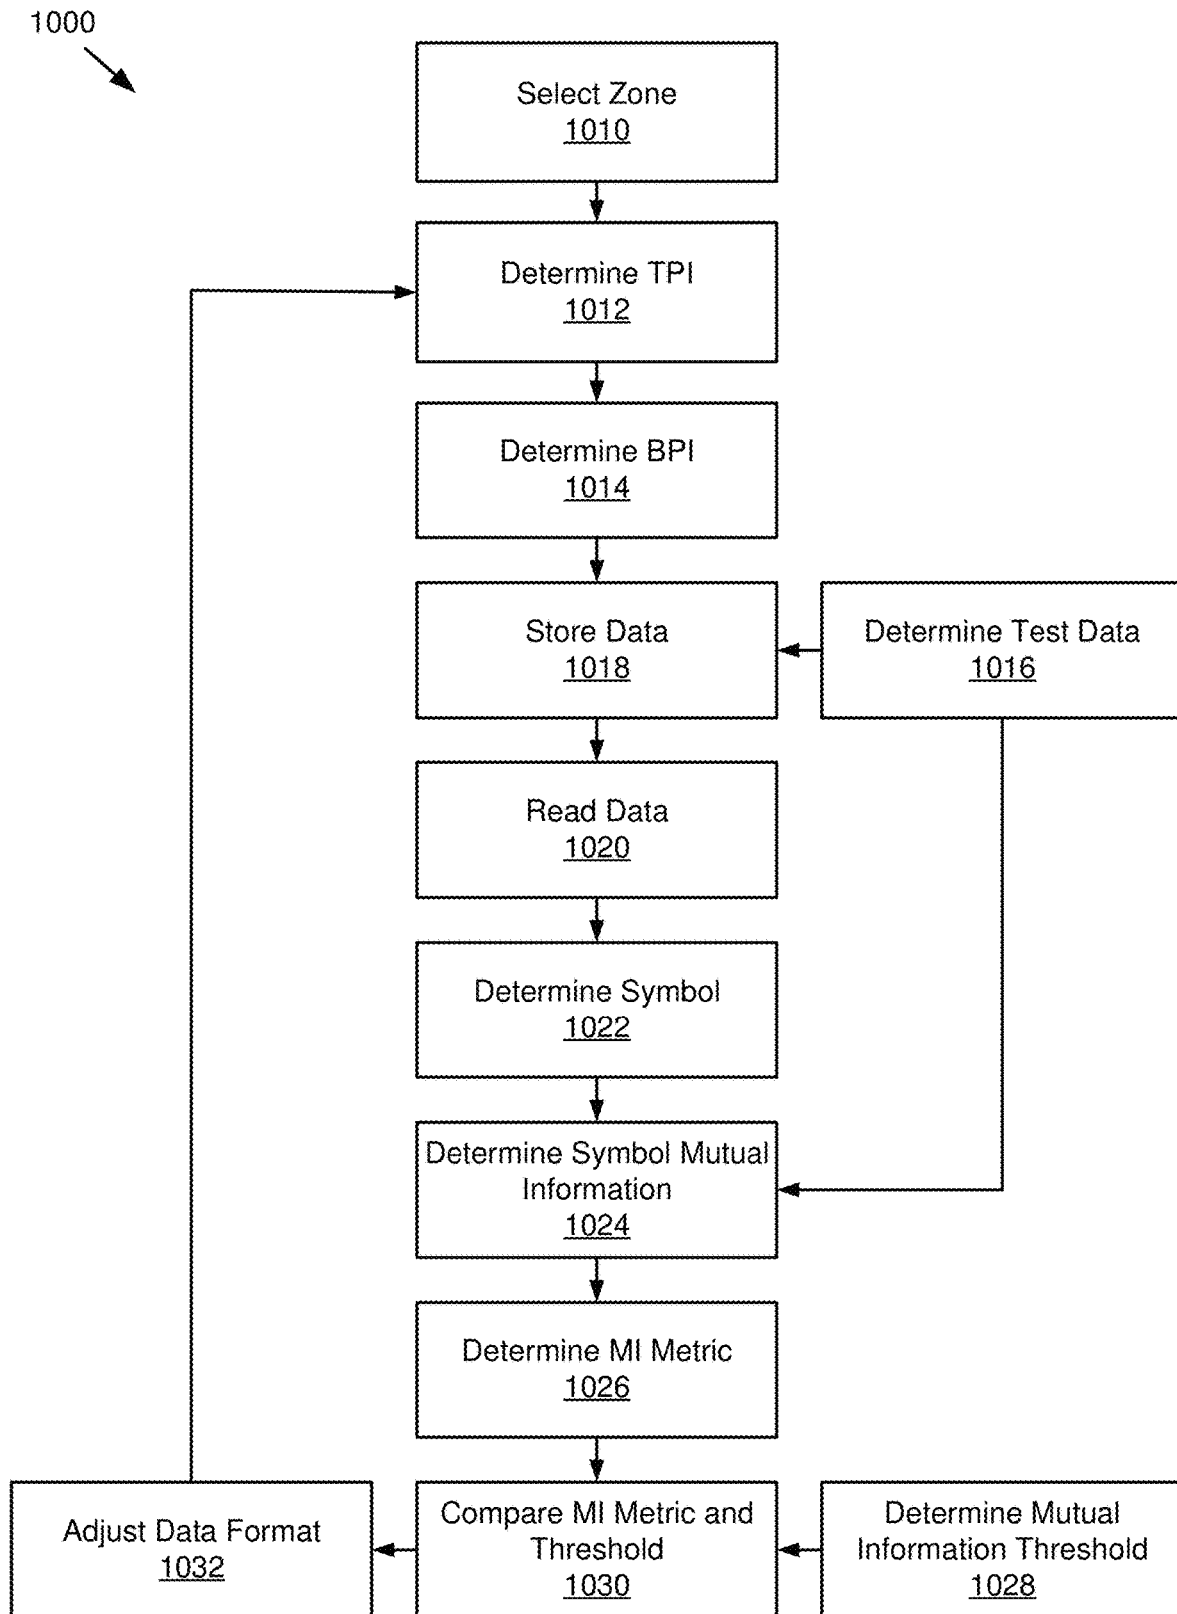 1000
Select Zone
1010
Determine TPI
1012
Determine BPI
1014
Store Data
1018
Determine Test Data
1016
Read Data
1020
Determine Symbol
1022
Determine Symbol Mutual
Information
1024
Determine MI Metric
1026
Adjust Data Format
1032
Compare MI Metric and
Threshold
1030
Determine Mutual
Information Threshold
1028